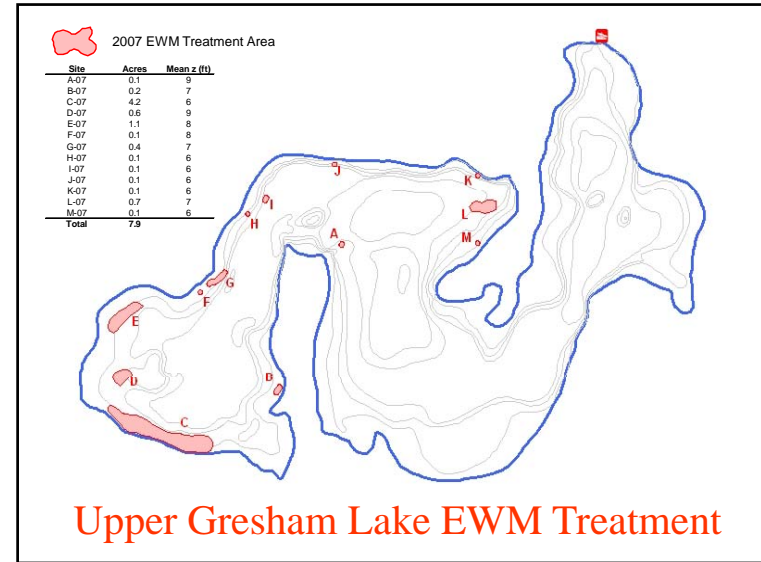 2007 EWM Treatment Area
Site Acres Mean z (ft)
A-07 0.1 9
B-07 0.2 7
C-07 4.2 6
D-07 0.6 9
E-07 1.1 8
F-07 0.1 8
G-07 0.4 7
H-07 0.1 6
I-07 0.1 6
J-07 0.1 6
K-07 0.1 6
L-07 0.7 7
M-07 0.1 6
Total 7.9
J
K
I
L
H
A
M
G
F
E
D
B
C
Upper Gresham Lake EWM Treatment